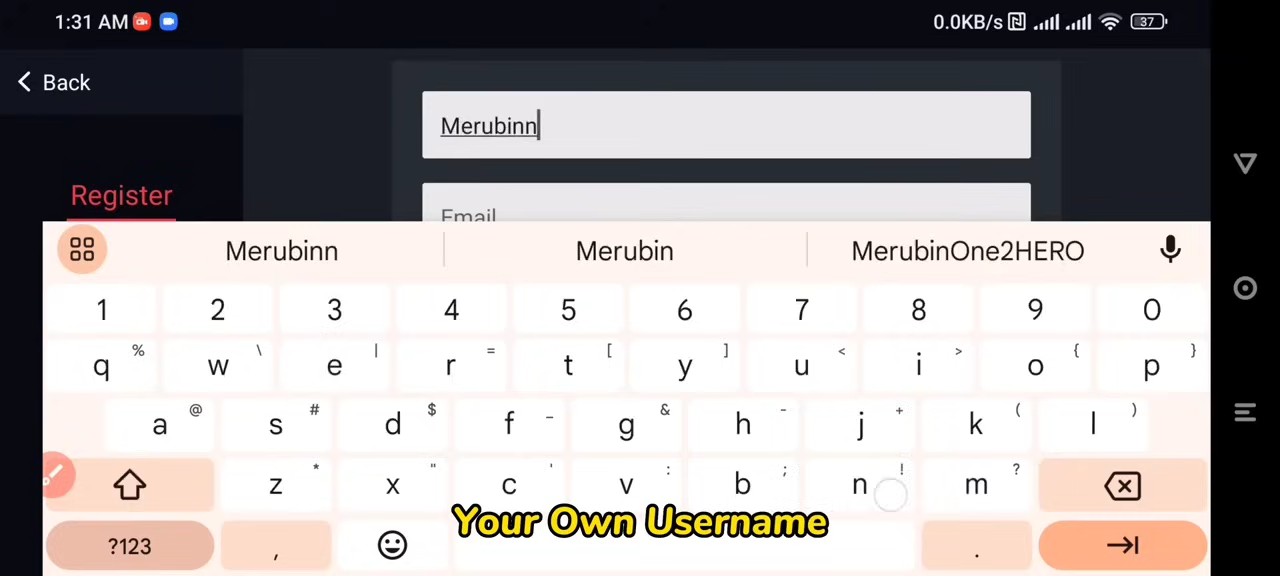 1:31 AM 0.0KB/s 37
Back
Merubinn
Register
Email
Merubinn Merubin MerubinOne2HERO
1 2 3 4 5 6 7 8 9 0
q % w \ e | r = t [ y ] u < i > o { p }
a @ s # d $ f _ g & h - j + k ( l )
z * x " c ' v : b ; n ! m ?
Your Own Username
?123 , .